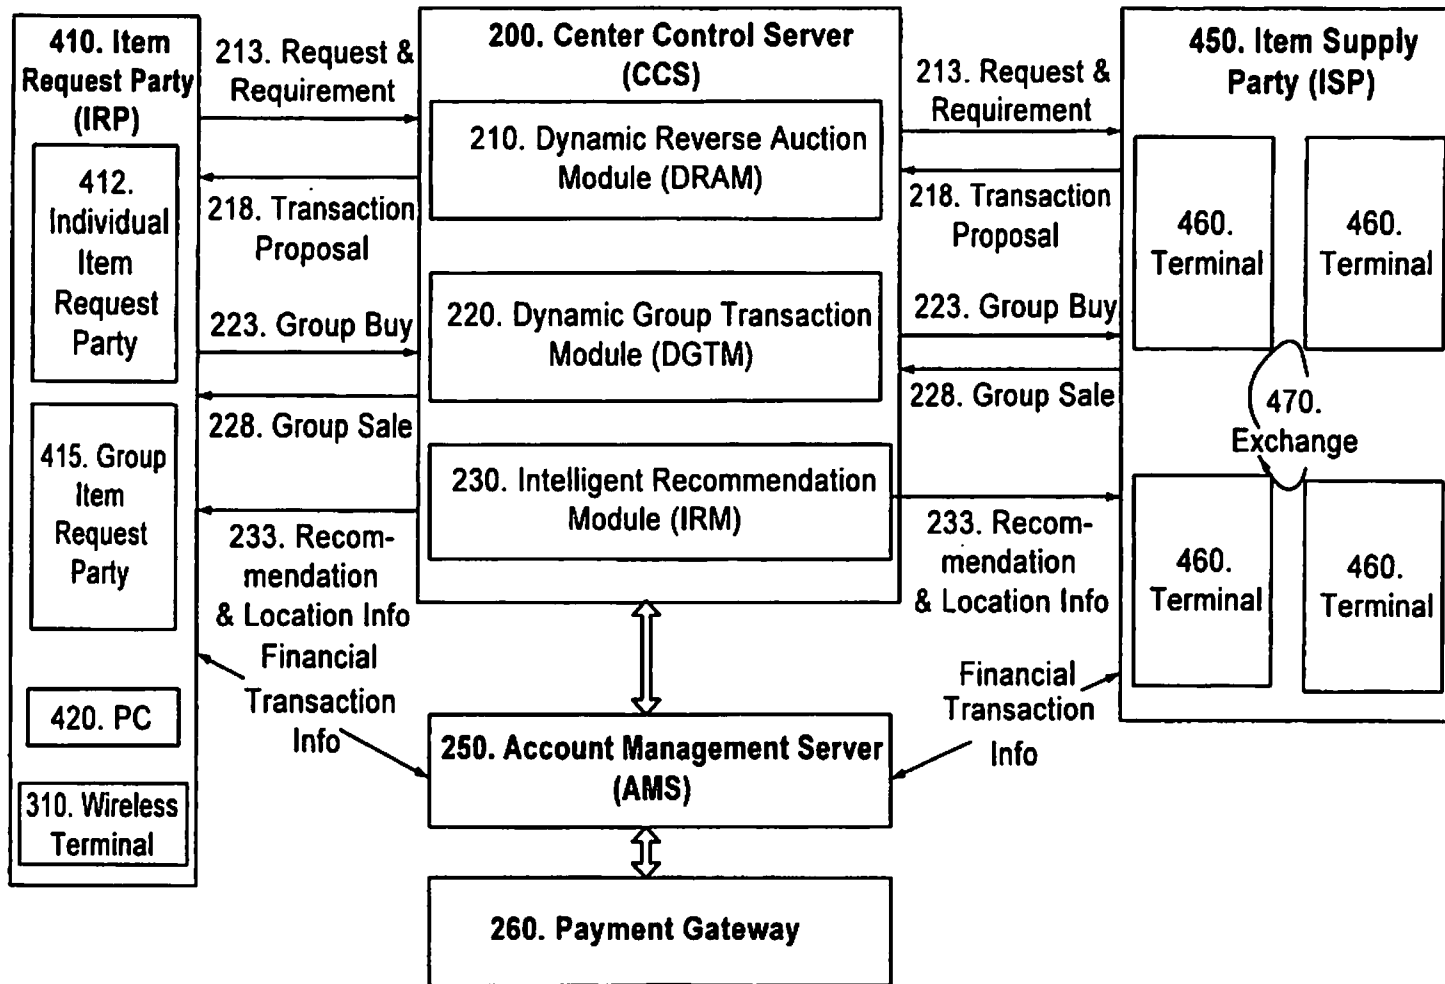 410. Item
Request Party
(IRP)
412.
Individual
Item
Request
Party
415. Group
Item
Request
Party
420. PC
310. Wireless
Terminal
213. Request &
Requirement
218. Transaction
Proposal
223. Group Buy
228. Group Sale
233. Recom-
mendation
& Location Info
Financial
Transaction
Info
200. Center Control Server
(CCS)
210. Dynamic Reverse Auction
Module (DRAM)
220. Dynamic Group Transaction
Module (DGTM)
230. Intelligent Recommendation
Module (IRM)
250. Account Management Server
(AMS)
260. Payment Gateway
213. Request &
Requirement
218. Transaction
Proposal
223. Group Buy
228. Group Sale
233. Recom-
mendation
& Location Info
Financial
Transaction
Info
450. Item Supply
Party (ISP)
460.
Terminal
460.
Terminal
470.
Exchange
460.
Terminal
460.
Terminal